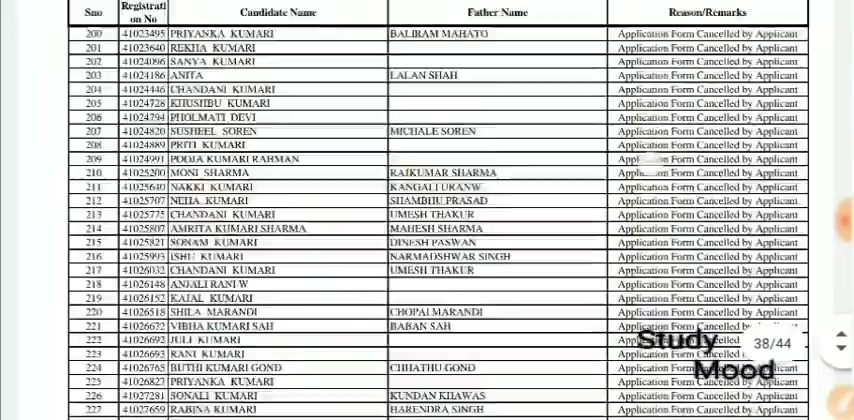 Sno Registrati on No Candidate Name Father Name Reason/Remarks
200 41023495 PRIYANKA KUMARI BALIRAM MAHATO Application Form Cancelled by Applicant
201 41023640 REKHA KUMARI Application Form Cancelled by Applicant
202 41024096 SANYA KUMARI Application Form Cancelled by Applicant
203 41024186 ANITA LALAN SHAH Application Form Cancelled by Applicant
204 41024446 CHANDANI KUMARI Application Form Cancelled by Applicant
205 41024728 KHUSHBU KUMARI Application Form Cancelled by Applicant
206 41024794 PHOLMATI DEVI Application Form Cancelled by Applicant
207 41024820 SUSHEEL SOREN MICHALE SOREN Application Form Cancelled by Applicant
208 41024889 PRITI KUMARI Application Form Cancelled by Applicant
209 41024991 POOJA KUMARI RAHMAN Form Cancelled by Applicant
210 41025200 MONI SHARMA RAJKUMAR SHARMA Form Cancelled by Applicant
211 41025640 NAKKI KUMARI KANGALI URANW Application Form Cancelled by Applicant
212 41025707 NEHA KUMARI SHAMBHU PRASAD Application Form Cancelled by Applicant
213 41025775 CHANDANI KUMARI UMESH THAKUR Application Form Cancelled by Applicant
214 41025807 AMRITA KUMARI SHARMA MAHESH SHARMA Application Form Cancelled by Applicant
215 41025821 SONAM KUMARI DINESH PASWAN Application Form Cancelled by Applicant
216 41025993 ISHU KUMARI NARMADSHWAR SINGH Application Form Cancelled by Applicant
217 41026032 CHANDANI KUMARI UMESH THAKUR Application Form Cancelled by Applicant
218 41026148 ANJALI RANI W Application Form Cancelled by Applicant
219 41026152 KAJAL KUMARI Application Form Cancelled by Applicant
220 41026518 SHILA MARANDI CHOPAI MARANDI Application Form Cancelled by Applicant
221 41026672 VIBHA KUMARI SAH BABAN SAH Application Form Cancelled by
222 41026692 JULI KUMARI
223 41026693 RANI KUMARI Application Form Cancelled
224 41026765 BUTHI KUMARI GOND CHHATHU GOND Application Form
225 41026827 PRIYANKA KUMARI Application Form Cancelled by Applicant
226 41027281 SONALI KUMARI KUNDAN KHAWAS Application Form Cancelled by Applicant
227 41027659 RABINA KUMARI HARENDRA SINGH Application Form Cancelled by Applicant
Study Mood
38/44